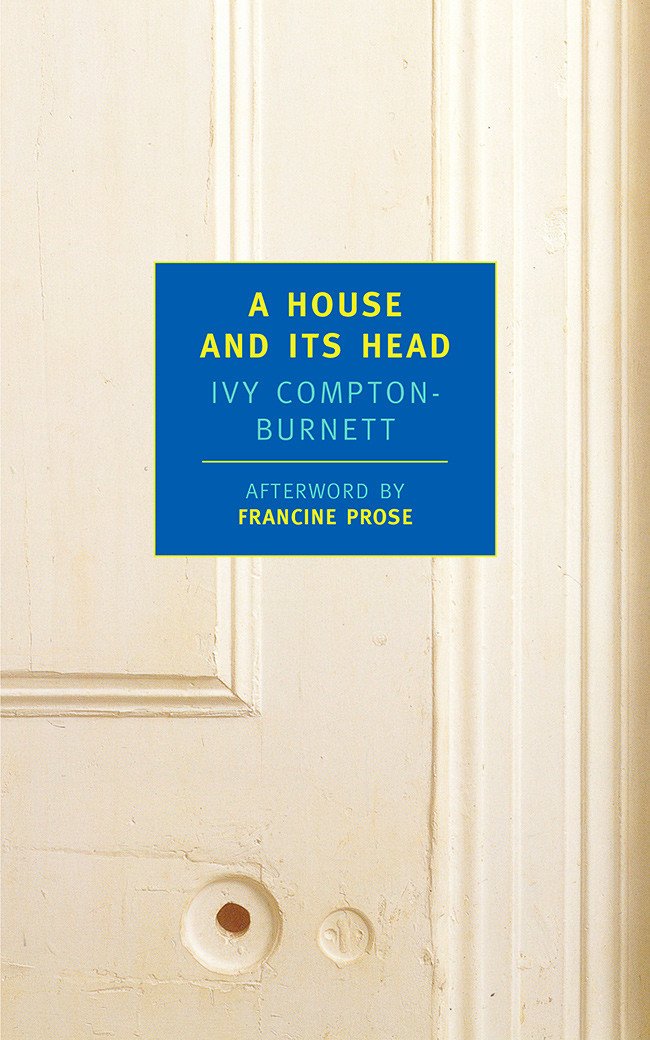 A HOUSE
AND ITS HEAD
IVY COMPTON-
BURNETT
AFTERWORD BY
FRANCINE PROSE